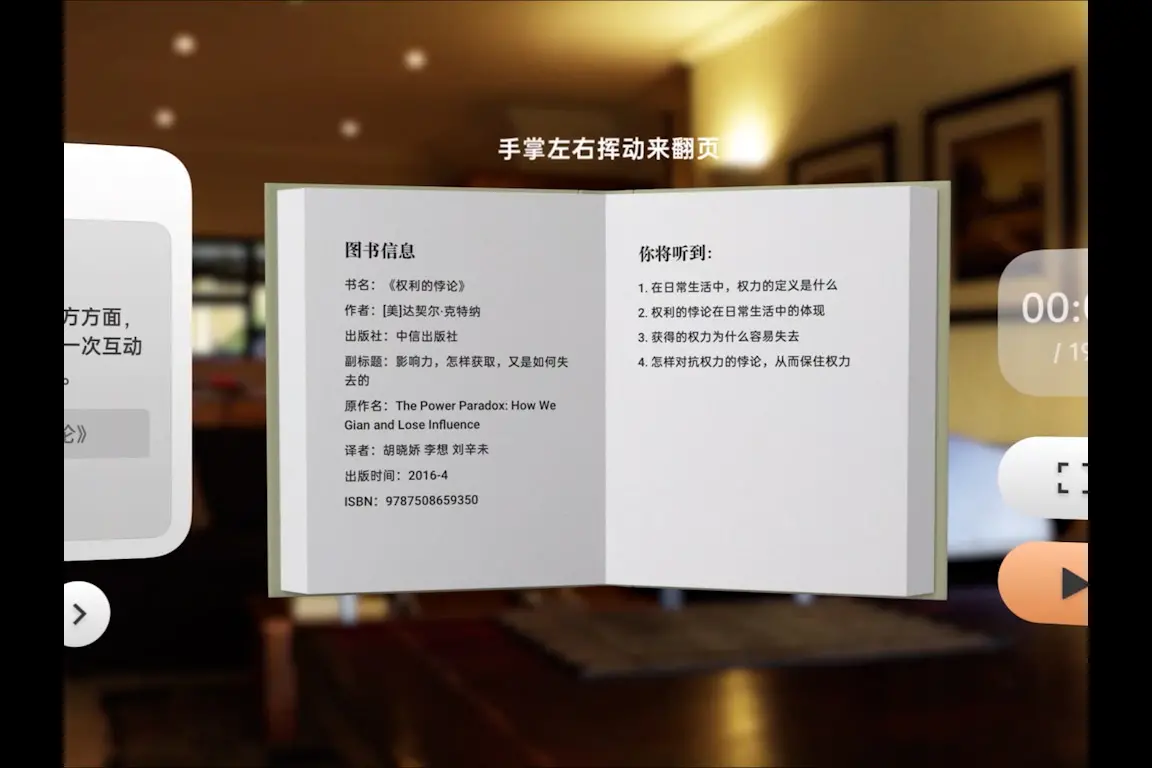 手掌左右挥动来翻页
方方面，
一次互动
。
论》
图书信息
书名：《权利的悖论》
作者：[美]达契尔·克特纳
出版社：中信出版社
副标题：影响力，怎样获取，又是如何失
去的
原作名：The Power Paradox: How We
Gian and Lose Influence
译者：胡晓娇 李想 刘辛未
出版时间：2016-4
ISBN：9787508659350
你将听到：
1. 在日常生活中，权力的定义是什么
2. 权利的悖论在日常生活中的体现
3. 获得的权力为什么容易失去
4. 怎样对抗权力的悖论，从而保住权力
00:
/ 19